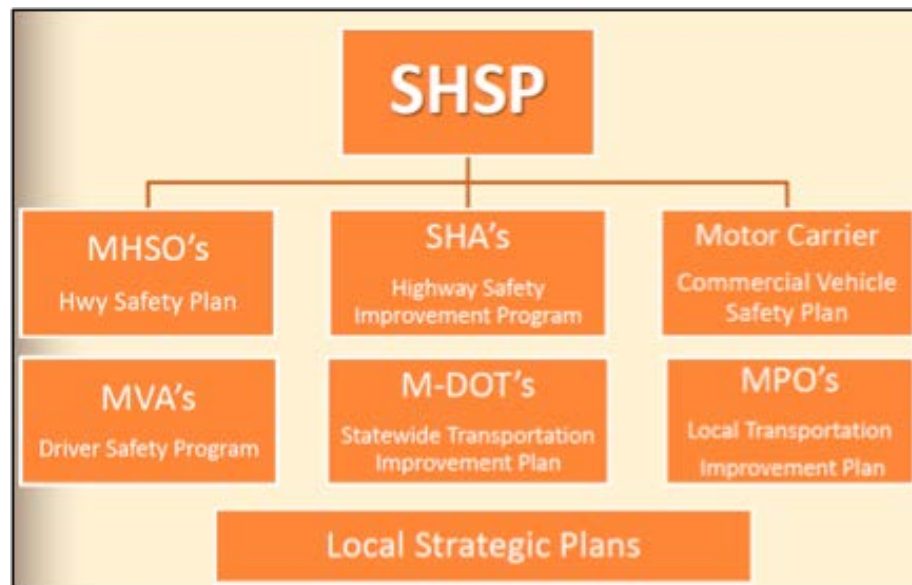 SHSP
MHSO's
Hwy Safety Plan
SHA's
Highway Safety
Improvement Program
Motor Carrier
Commercial Vehicle
Safety Plan
MVA's
Driver Safety Program
M-DOT's
Statewide Transportation
Improvement Plan
MPO's
Local Transportation
Improvement Plan
Local Strategic Plans